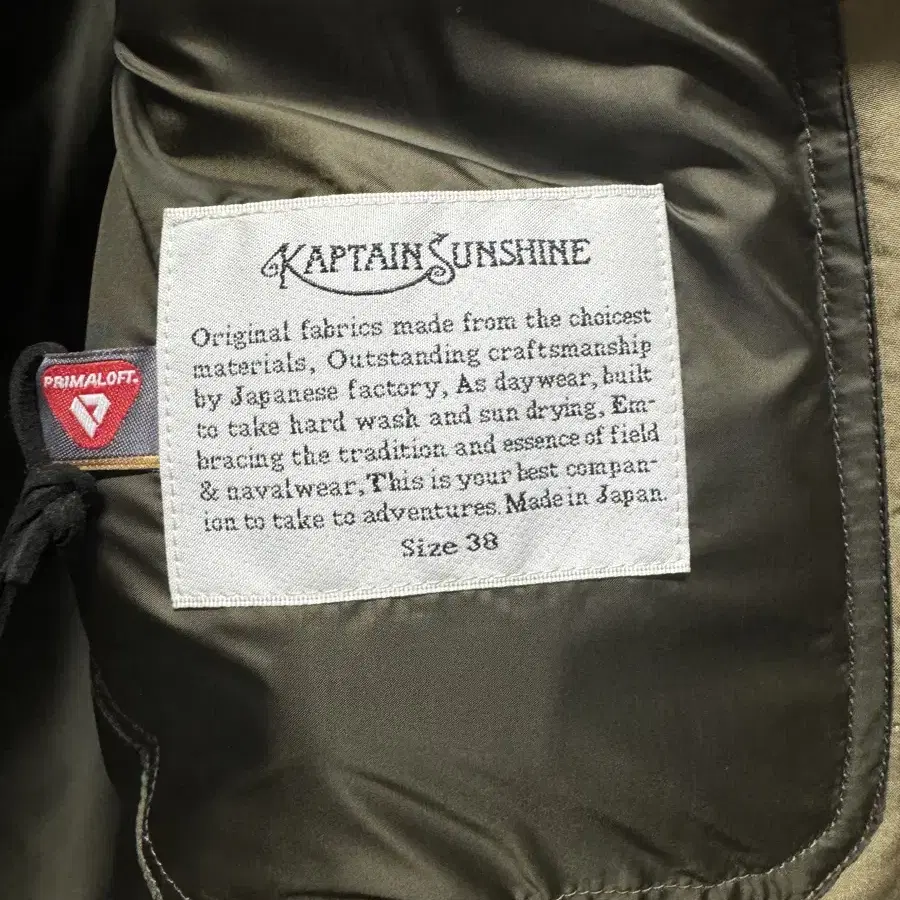 KAPTAIN SUNSHINE
Original fabrics made from the choicest
materials, Outstanding craftsmanship
by Japanese factory, As daywear, built
to take hard wash and sun drying, Em-
bracing the tradition and essence of field
& navalwear, This is your best compan-
ion to take to adventures. Made in Japan.
Size 38
PRIMALOFT®